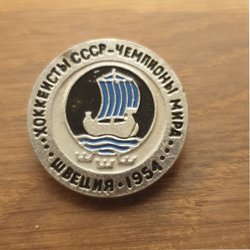 ХОККЕИСТЫ СССР-ЧЕМПИОНЫ МИРА
ШВЕЦИЯ · 1954